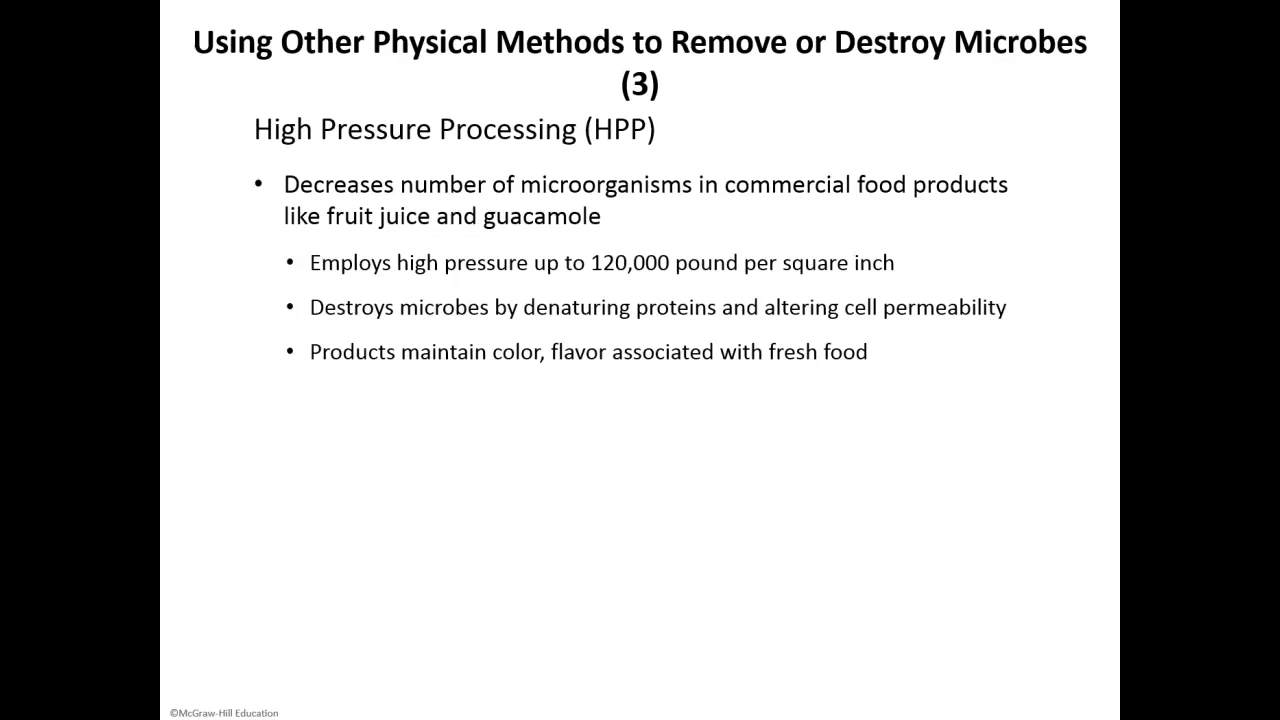 Using Other Physical Methods to Remove or Destroy Microbes
(3)
High Pressure Processing (HPP)
• Decreases number of microorganisms in commercial food products
like fruit juice and guacamole
• Employs high pressure up to 120,000 pound per square inch
• Destroys microbes by denaturing proteins and altering cell permeability
• Products maintain color, flavor associated with fresh food
©McGraw-Hill Education